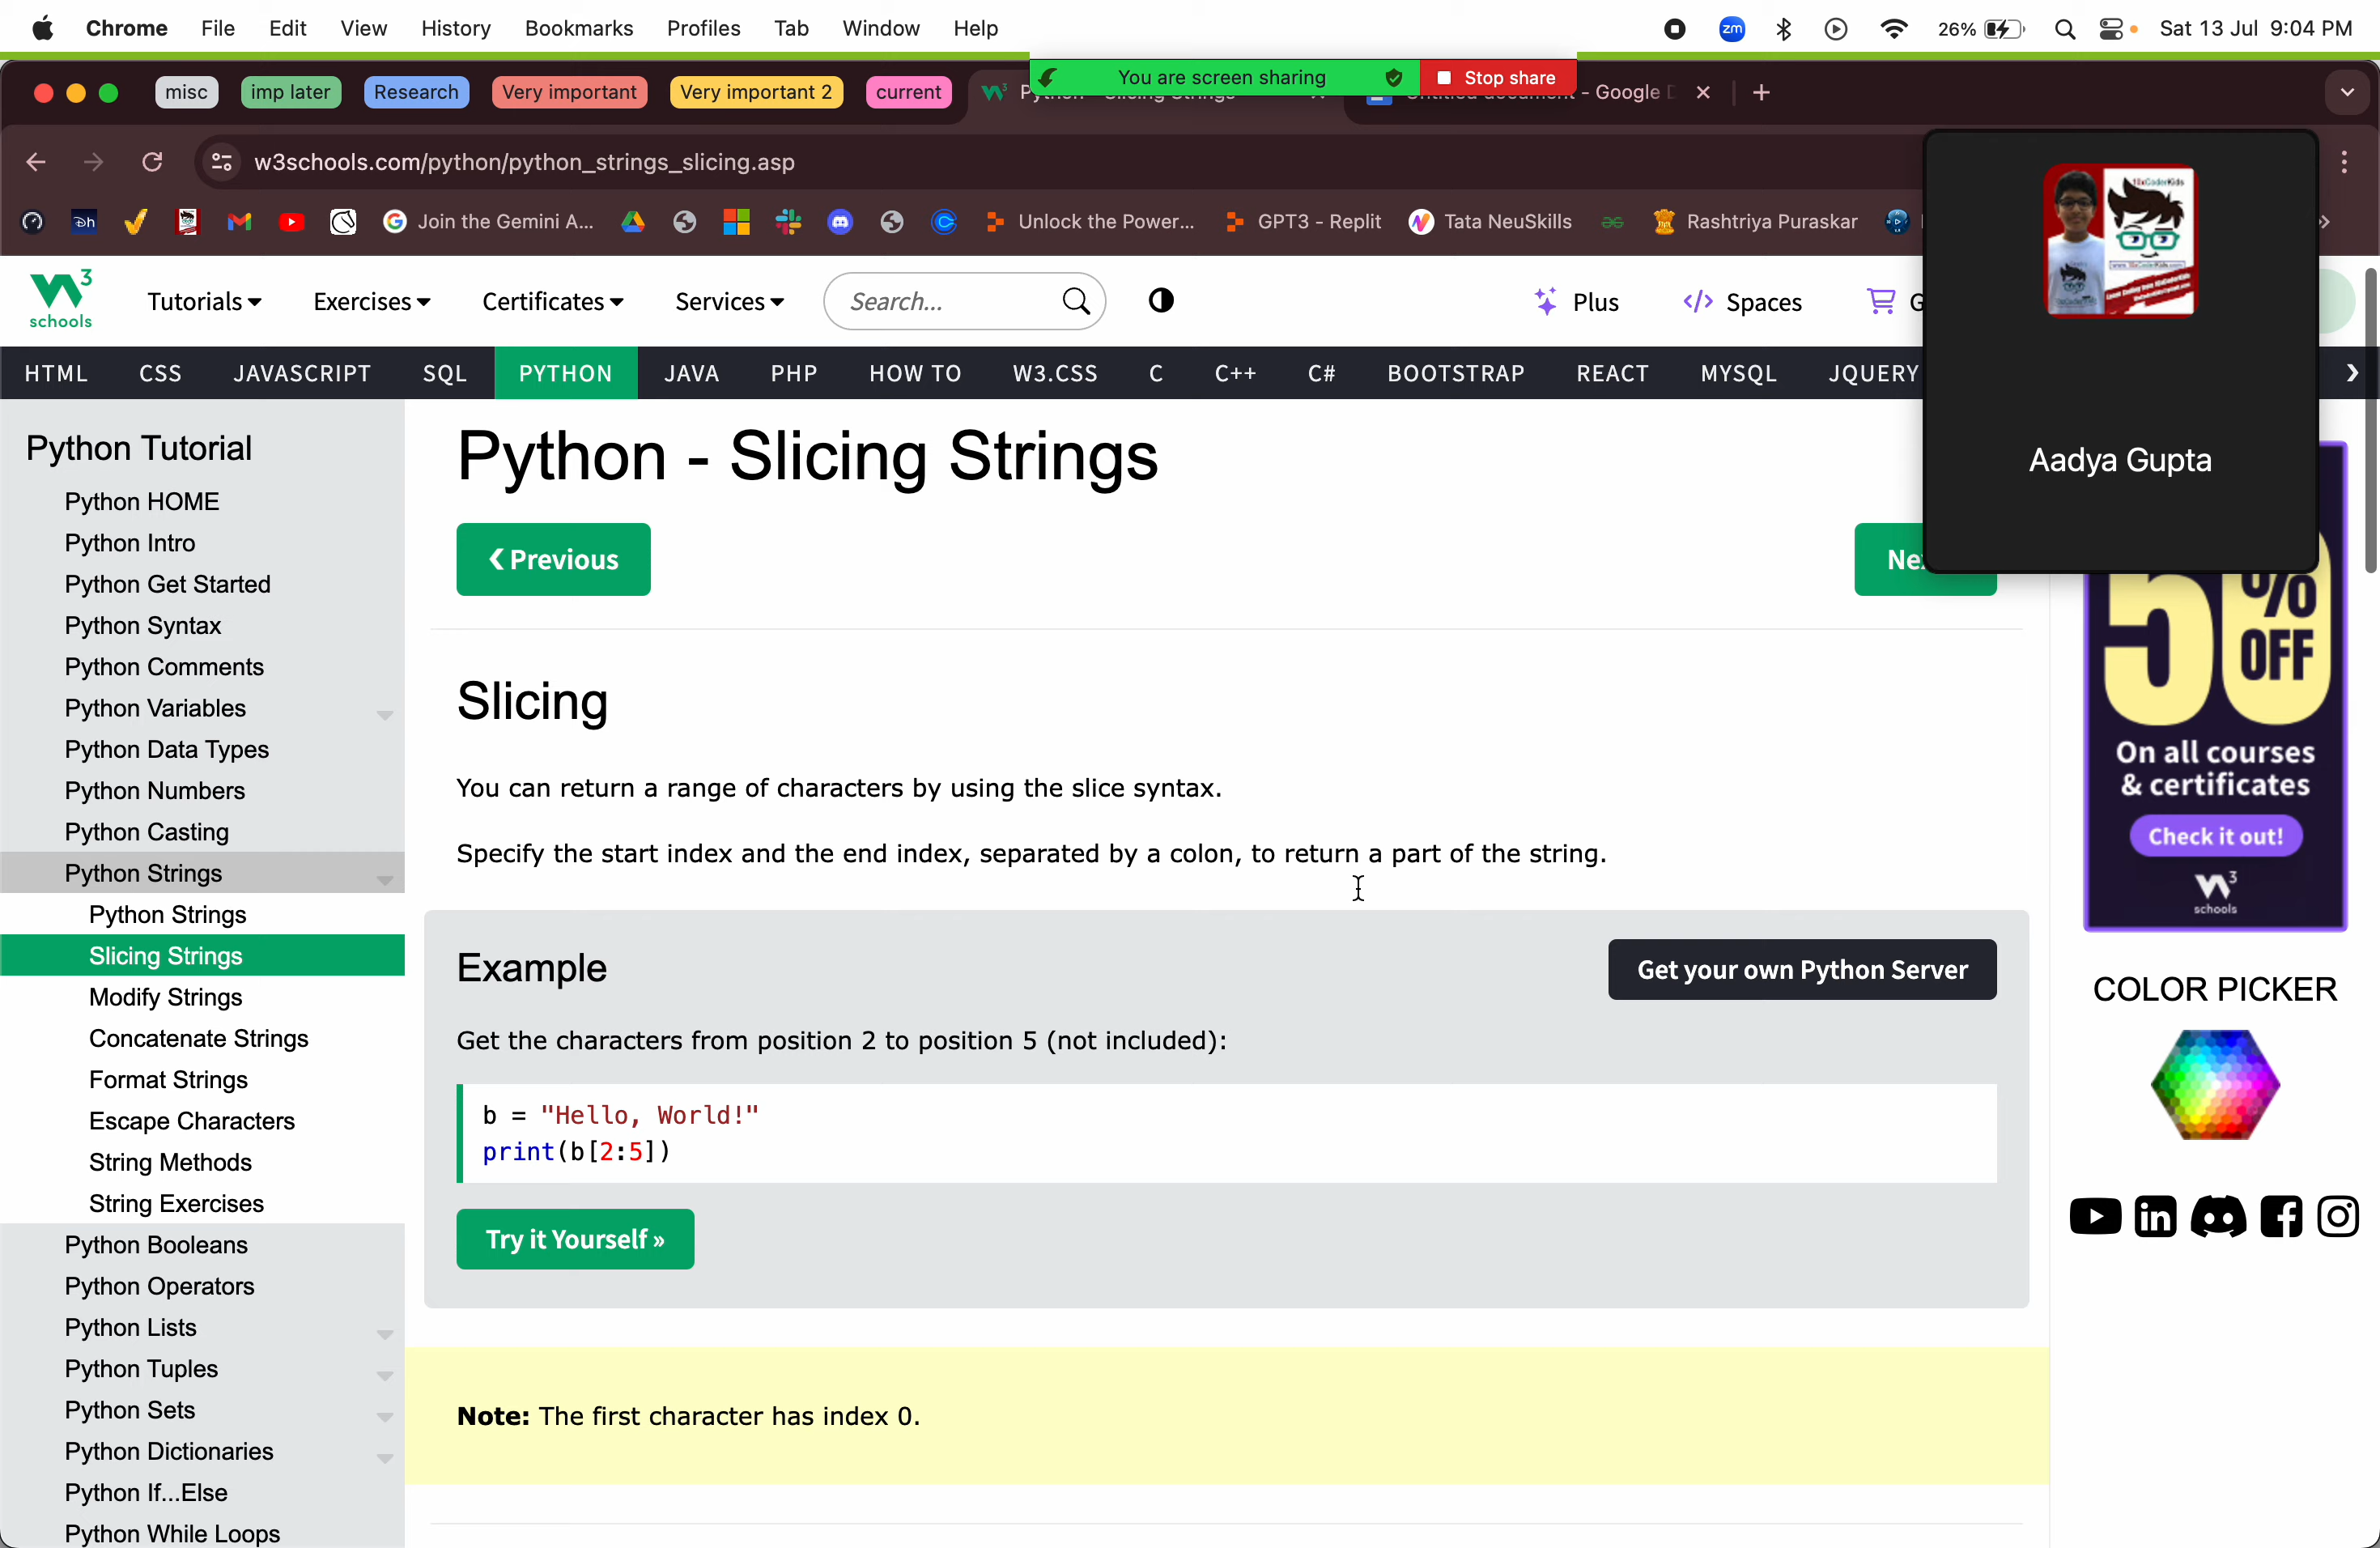 Chrome File Edit View History Bookmarks Profiles Tab Window Help zm 26% Sat 13 Jul 9:04 PM
You are screen sharing Stop share
misc imp later Research Very important Very important 2 current - Google
w3schools.com/python/python_strings_slicing.asp
Join the Gemini A... Unlock the Power... GPT3 - Replit Tata NeuSkills Rashtriya Puraskar
schools Tutorials Exercises Certificates Services Search... Plus Spaces G
HTML CSS JAVASCRIPT SQL PYTHON JAVA PHP HOW TO W3.CSS C C++ C# BOOTSTRAP REACT MYSQL JQUERY
Aadya Gupta
Python Tutorial
Python HOME
Python Intro
Python Get Started
Python Syntax
Python Comments
Python Variables
Python Data Types
Python Numbers
Python Casting
Python Strings
Python Strings
Slicing Strings
Modify Strings
Concatenate Strings
Format Strings
Escape Characters
String Methods
String Exercises
Python Booleans
Python Operators
Python Lists
Python Tuples
Python Sets
Python Dictionaries
Python If...Else
Python While Loops
Python - Slicing Strings
❮ Previous
Slicing
You can return a range of characters by using the slice syntax.
Specify the start index and the end index, separated by a colon, to return a part of the string.
Example
Get your own Python Server
Get the characters from position 2 to position 5 (not included):
b = "Hello, World!"
print(b[2:5])
Try it Yourself »
Note: The first character has index 0.
50% OFF
On all courses
& certificates
Check it out!
schools
COLOR PICKER